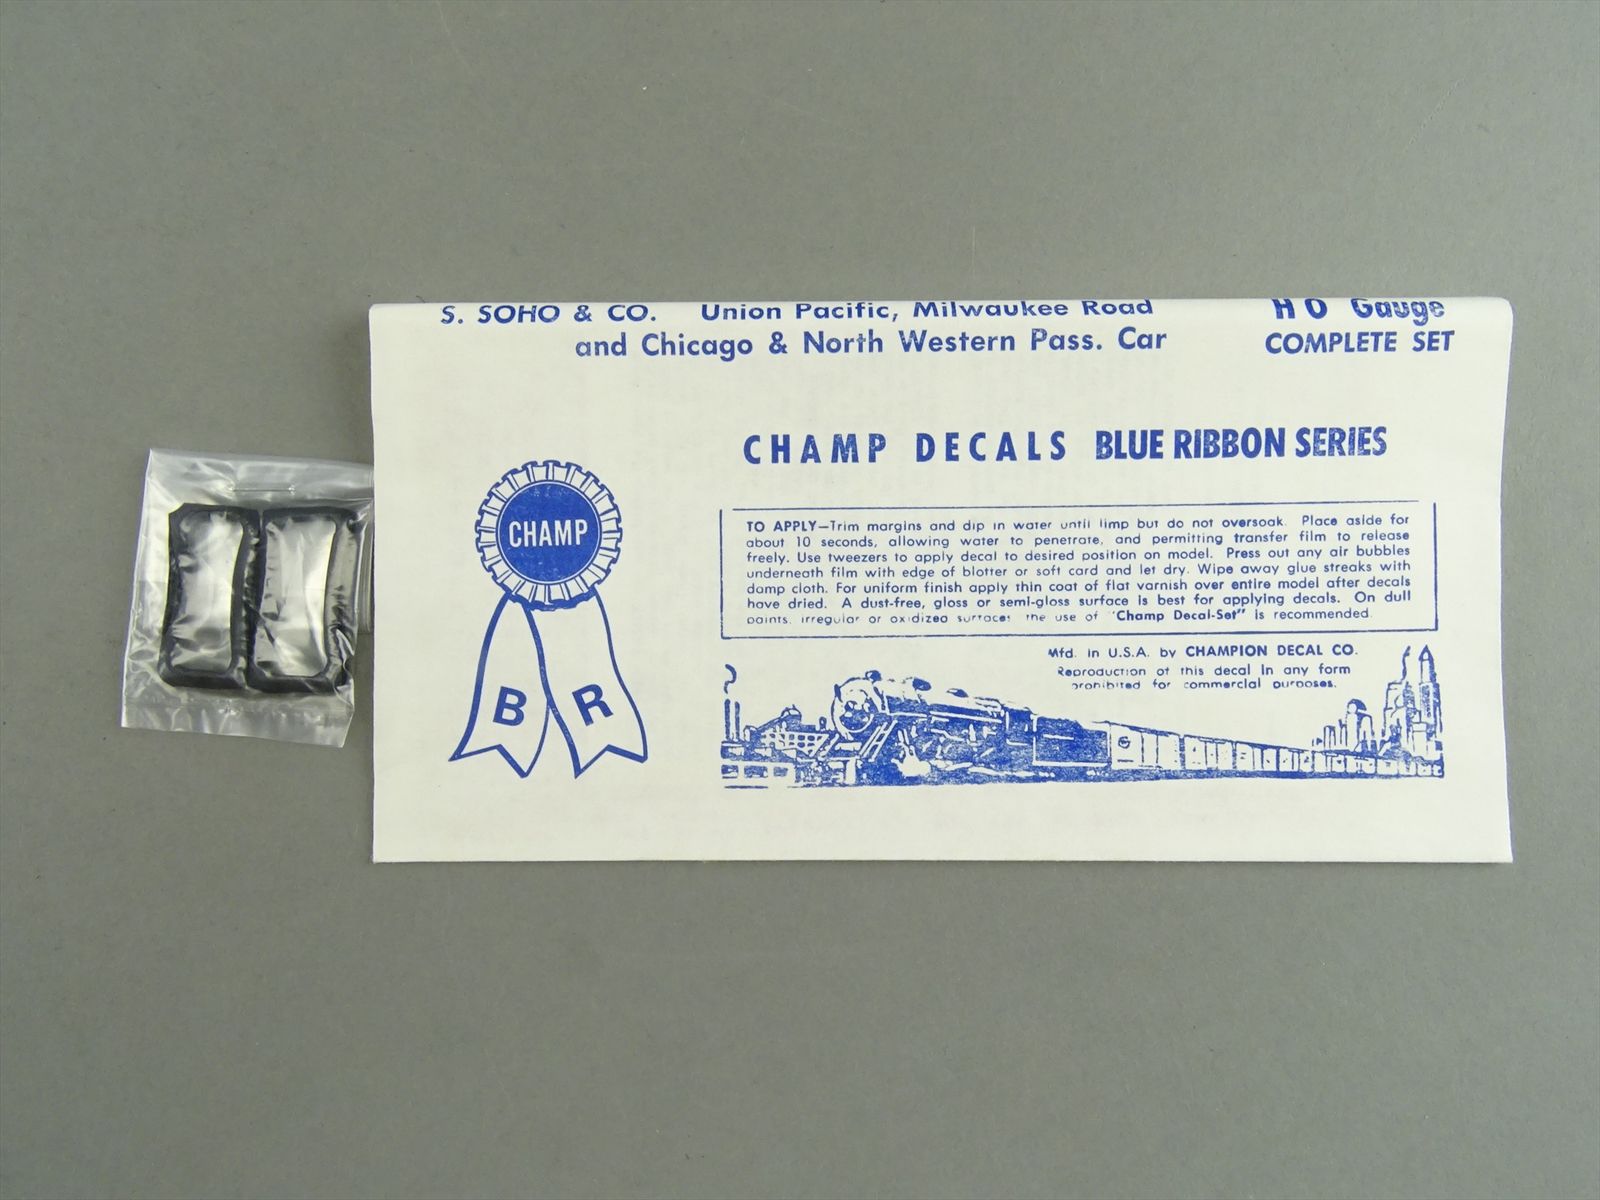 S. SOHO & CO. Union Pacific, Milwaukee Road HO Gauge
and Chicago & North Western Pass. Car COMPLETE SET
CHAMP DECALS BLUE RIBBON SERIES
CHAMP
B R
TO APPLY—Trim margins and dip in water until limp but do not oversoak. Place aside for
about 10 seconds, allowing water to penetrate, and permitting transfer film to release
freely. Use tweezers to apply decal to desired position on model. Press out any air bubbles
underneath film with edge of blotter or soft card and let dry. Wipe away glue streaks with
damp cloth. For uniform finish apply thin coat of flat varnish over entire model after decals
have dried. A dust-free, gloss or semi-gloss surface is best for applying decals. On dull
paints, irregular or oxidized surfaces the use of "Champ Decal-Set" is recommended.
Mfd. in U.S.A. by CHAMPION DECAL CO.
Reproduction of this decal in any form
prohibited for commercial purposes.